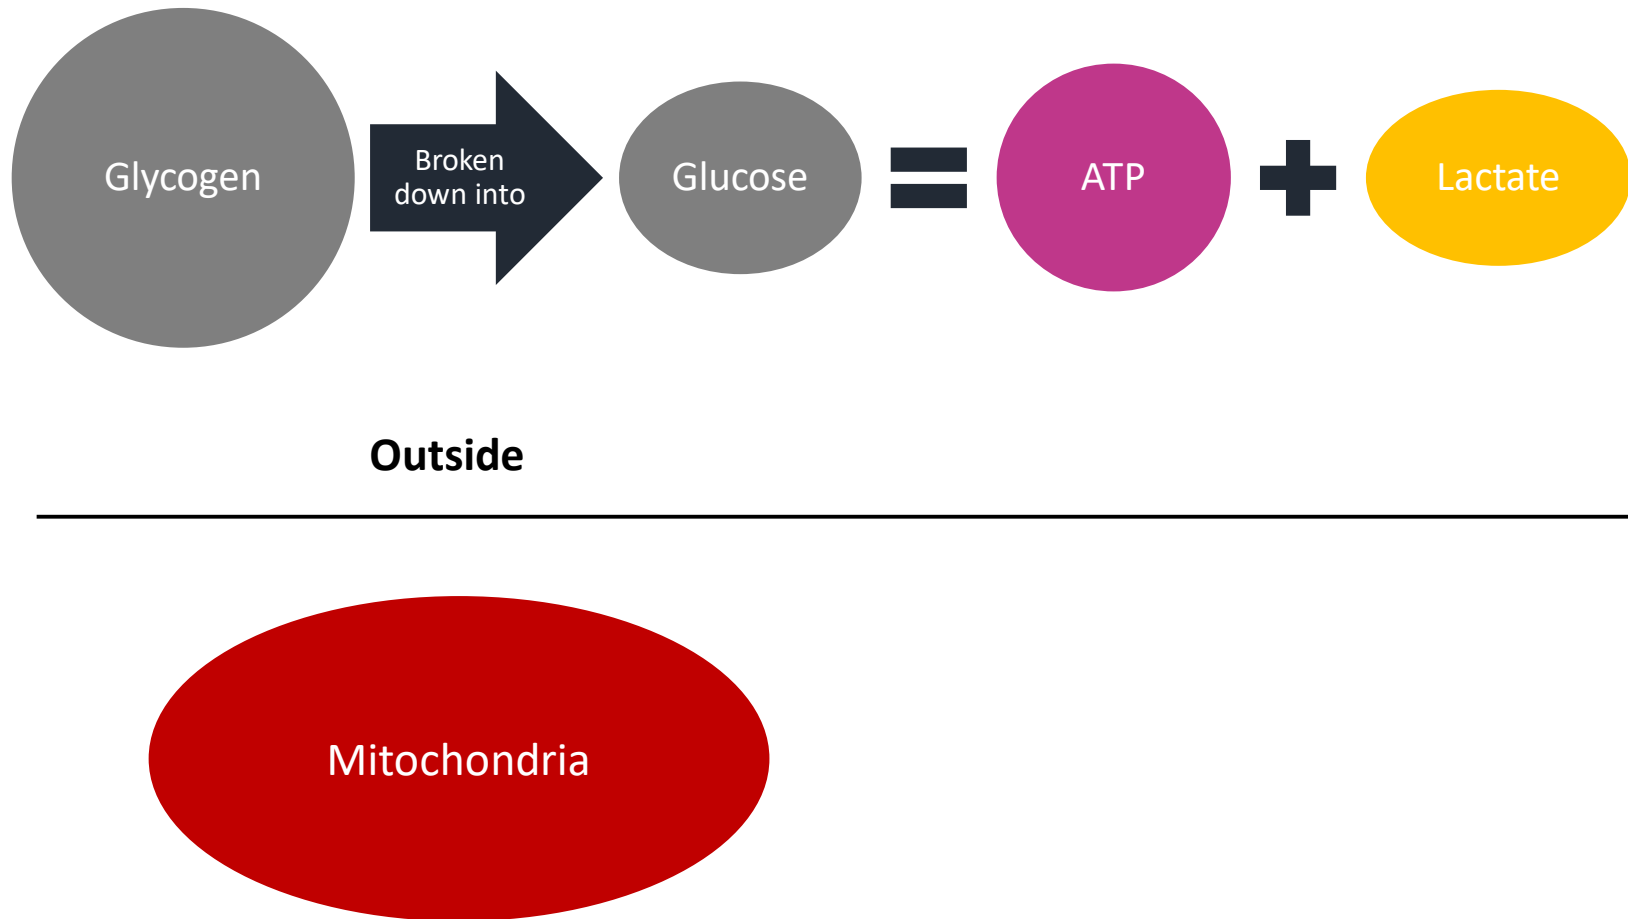 Glycogen
Broken
down into
Glucose
ATP
Lactate
Outside
Mitochondria